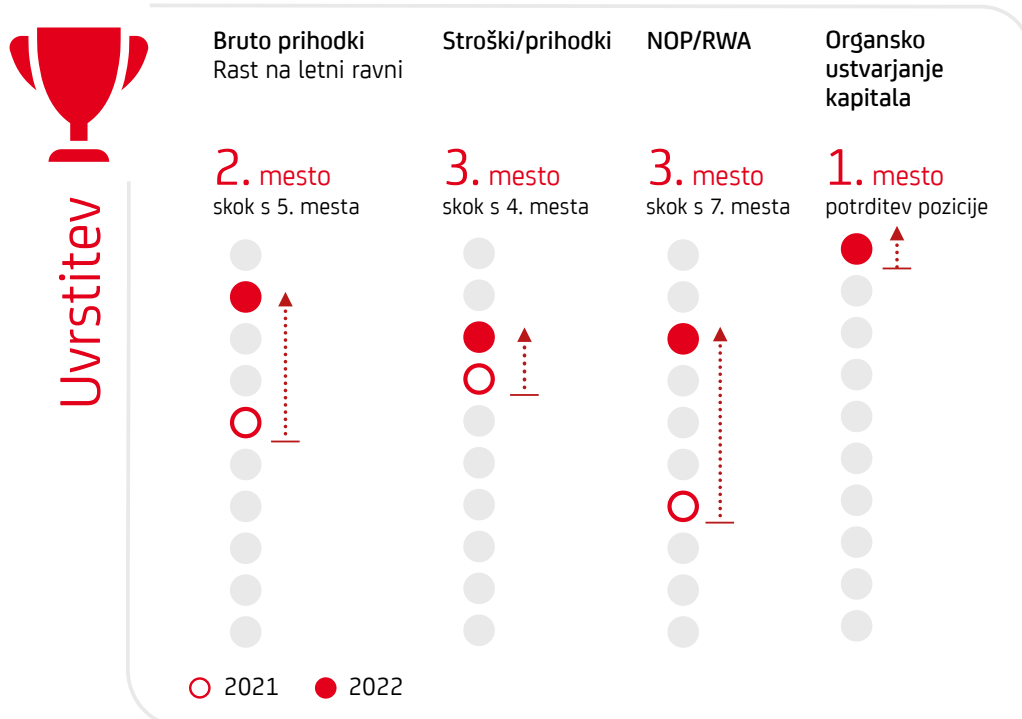 Uvrstitev
Bruto prihodki
Rast na letni ravni
2. mesto
skok s 5. mesta
Stroški/prihodki
3. mesto
skok s 4. mesta
NOP/RWA
3. mesto
skok s 7. mesta
Organsko
ustvarjanje
kapitala
1. mesto
potrditev pozicije
2021
2022